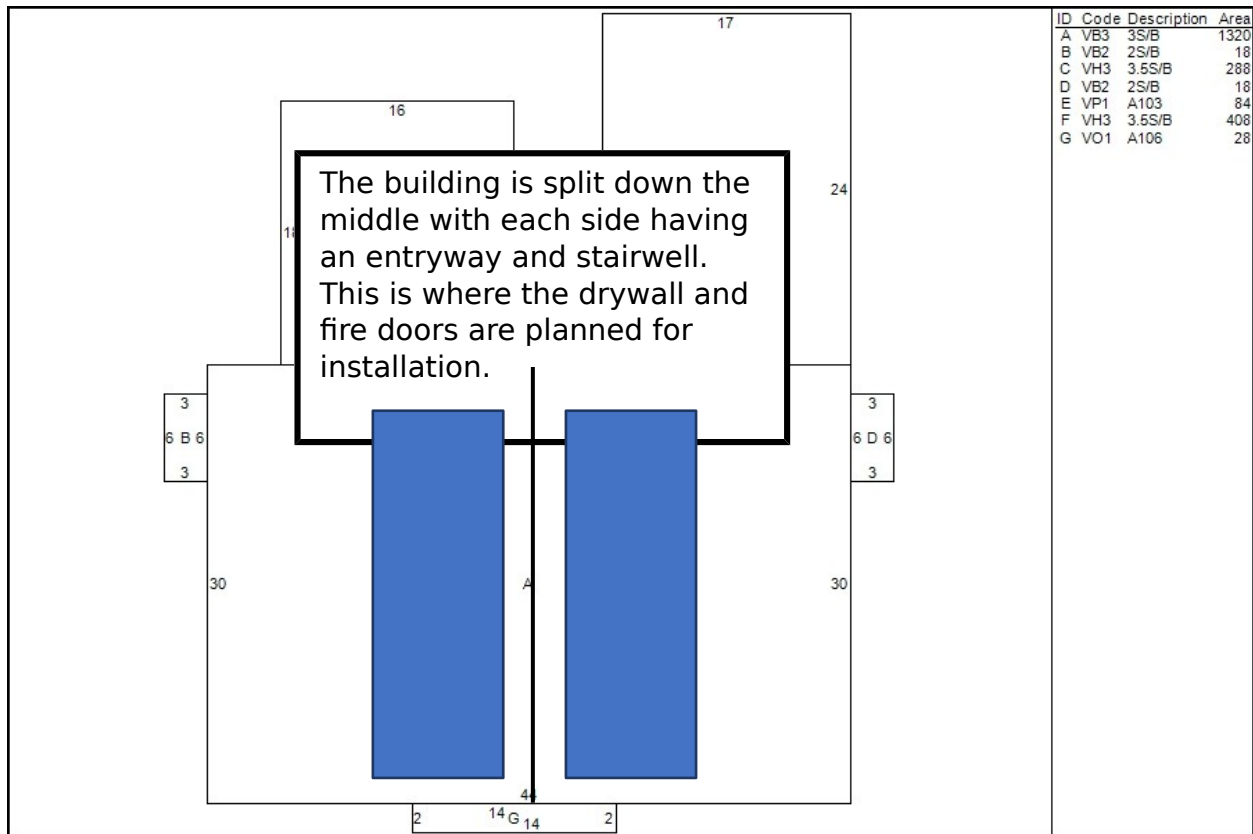 17
ID Code Description Area
A VB3 3S/B 1320
B VB2 2S/B 18
C VH3 3.5S/B 288
D VB2 2S/B 18
E VP1 A103 84
F VH3 3.5S/B 408
G VO1 A106 28
16
The building is split down the
middle with each side having
an entryway and stairwell.
This is where the drywall and
fire doors are planned for
installation.
24
3
6 B 6
3
3
6 D 6
3
30
A
30
2
14 G 14
2